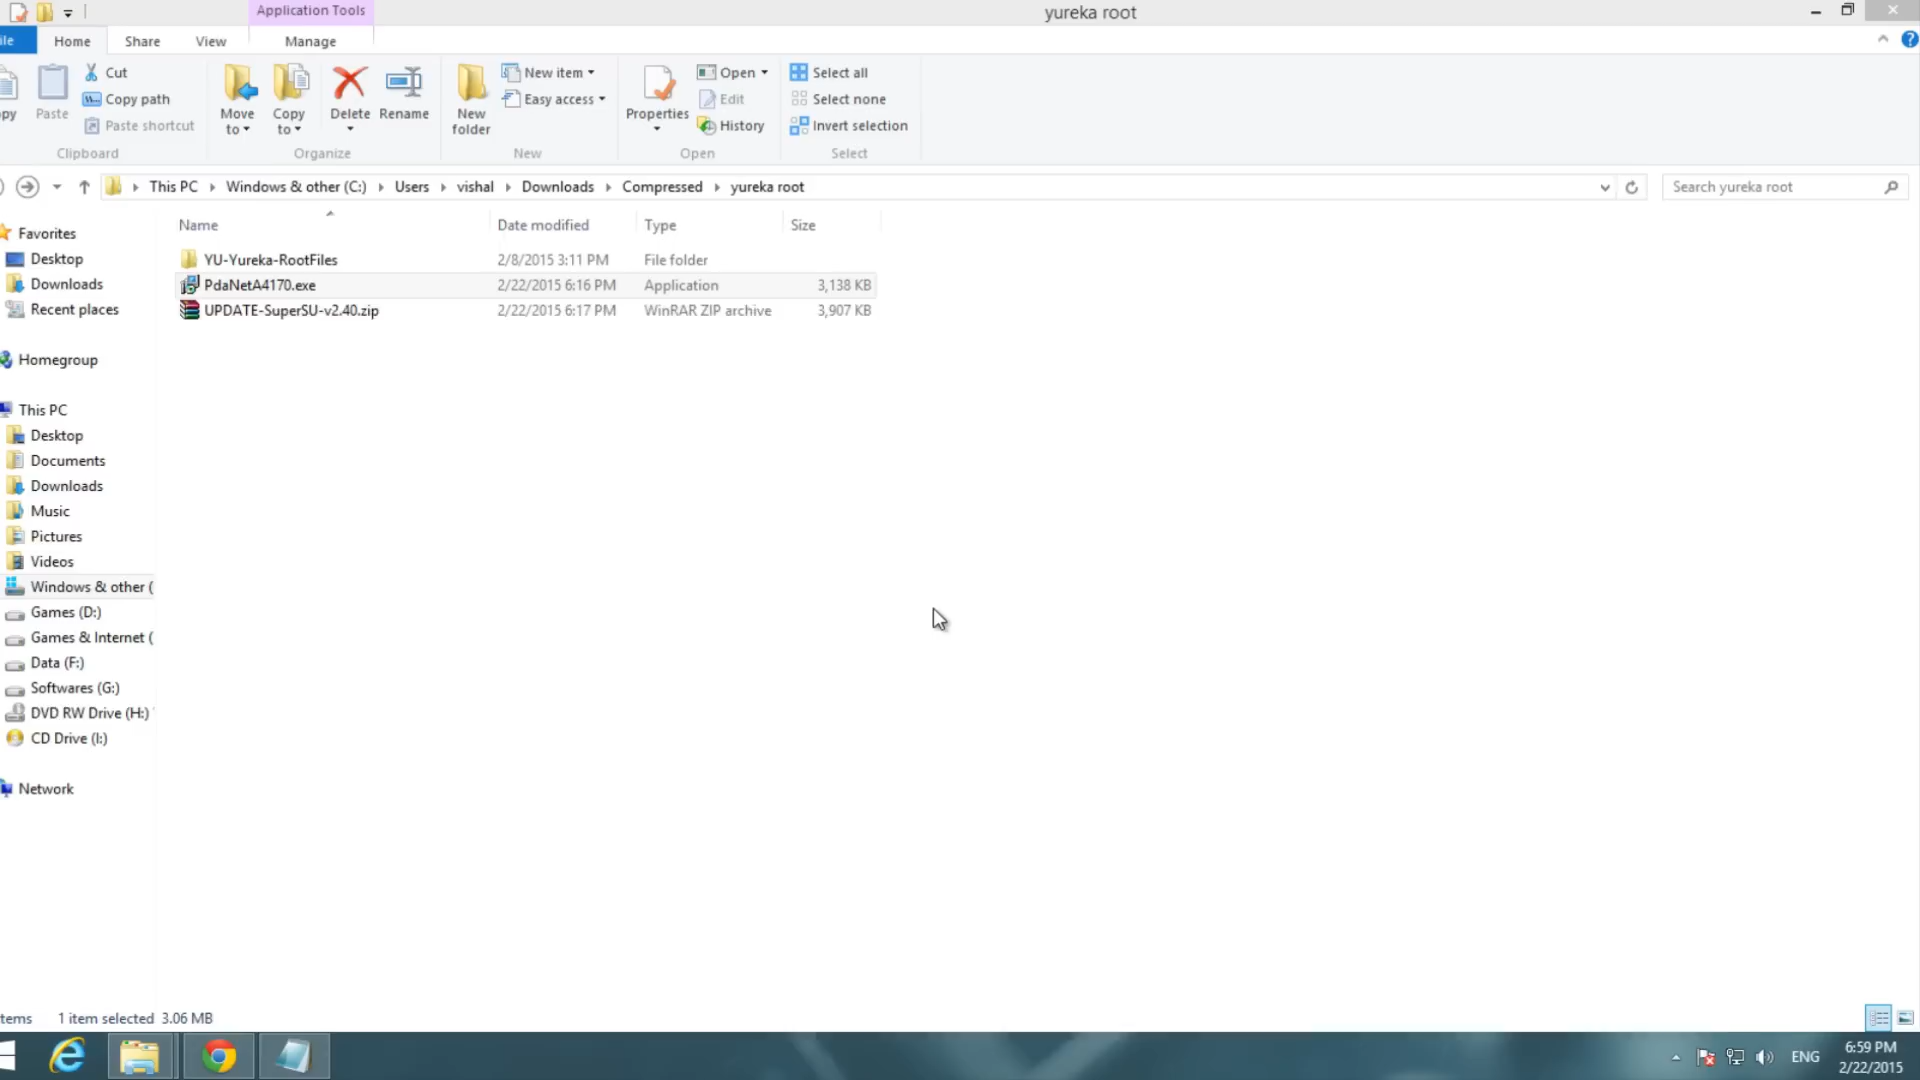 Application Tools
yureka root
ile
Home
Share
View
Manage
Cut
Copy path
Paste shortcut
py
Paste
Clipboard
Move to
Copy to
Delete
Rename
Organize
New folder
New item
Easy access
New
Properties
Open
Edit
History
Open
Select all
Select none
Invert selection
Select
This PC
Windows & other (C:)
Users
vishal
Downloads
Compressed
yureka root
Search yureka root
Name
Date modified
Type
Size
YU-Yureka-RootFiles 2/8/2015 3:11 PM File folder
PdaNetA4170.exe 2/22/2015 6:16 PM Application 3,138 KB
UPDATE-SuperSU-v2.40.zip 2/22/2015 6:17 PM WinRAR ZIP archive 3,907 KB
Favorites
Desktop
Downloads
Recent places
Homegroup
This PC
Desktop
Documents
Downloads
Music
Pictures
Videos
Windows & other (
Games (D:)
Games & Internet (
Data (F:)
Softwares (G:)
DVD RW Drive (H:)
CD Drive (I:)
Network
tems 1 item selected 3.06 MB
ENG
6:59 PM
2/22/2015